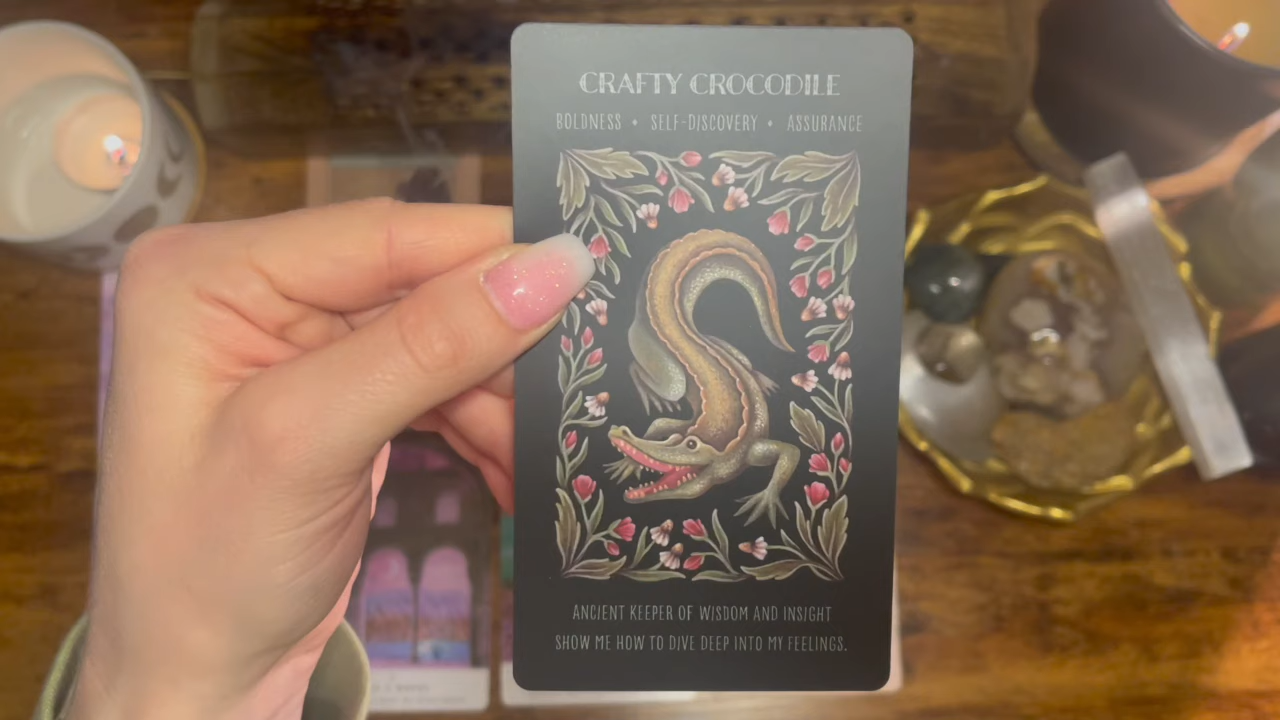 CRAFTY CROCODILE
BOLDNESS • SELF-DISCOVERY • ASSURANCE
ANCIENT KEEPER OF WISDOM AND INSIGHT
SHOW ME HOW TO DIVE DEEP INTO MY FEELINGS.